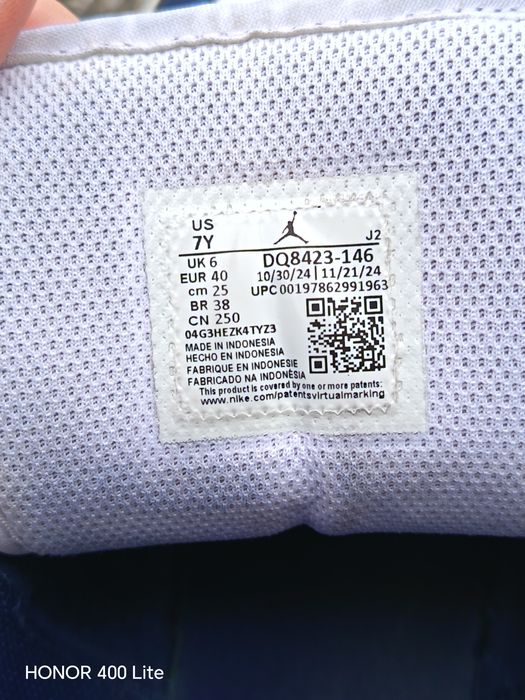 US
7Y
J2
UK 6
DQ8423-146
EUR 40
10/30/24 | 11/21/24
cm 25
UPC 00197862991963
BR 38
CN 250
04G3HEZK4TYZ3
MADE IN INDONESIA
HECHO EN INDONESIA
FABRIQUE EN INDONESIE
FABRICADO NA INDONÉSIA
This product is covered by one or more patents:
www.nike.com/patentsvirtualmarking
HONOR 400 Lite